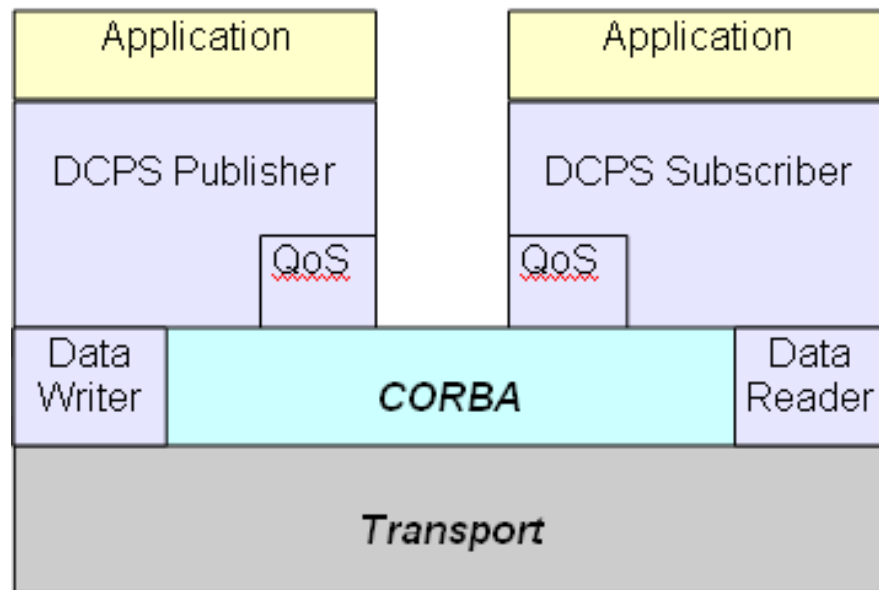 Application
Application
DCPS Publisher
DCPS Subscriber
QoS
QoS
Data
Writer
CORBA
Data
Reader
Transport